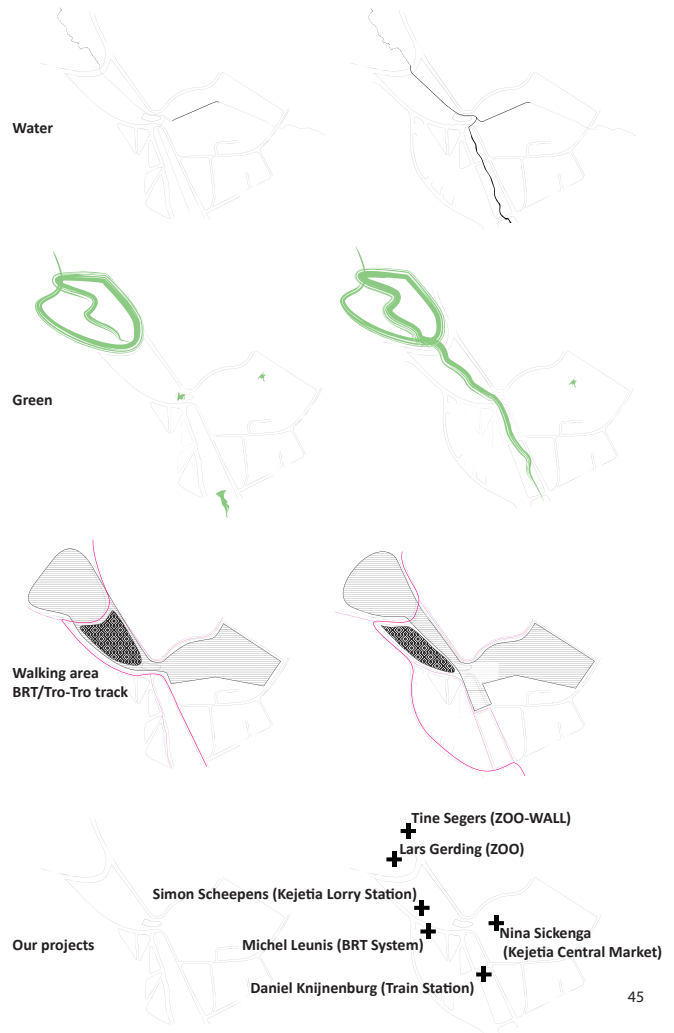 Water
Green
Walking area
BRT/Tro-Tro track
Tine Segers (ZOO-WALL)
Lars Gerding (ZOO)
Simon Scheepens (Kejetia Lorry Station)
Nina Sickenga
(Kejetia Central Market)
Our projects
Michel Leunis (BRT System)
Daniel Knijnenburg (Train Station)
45